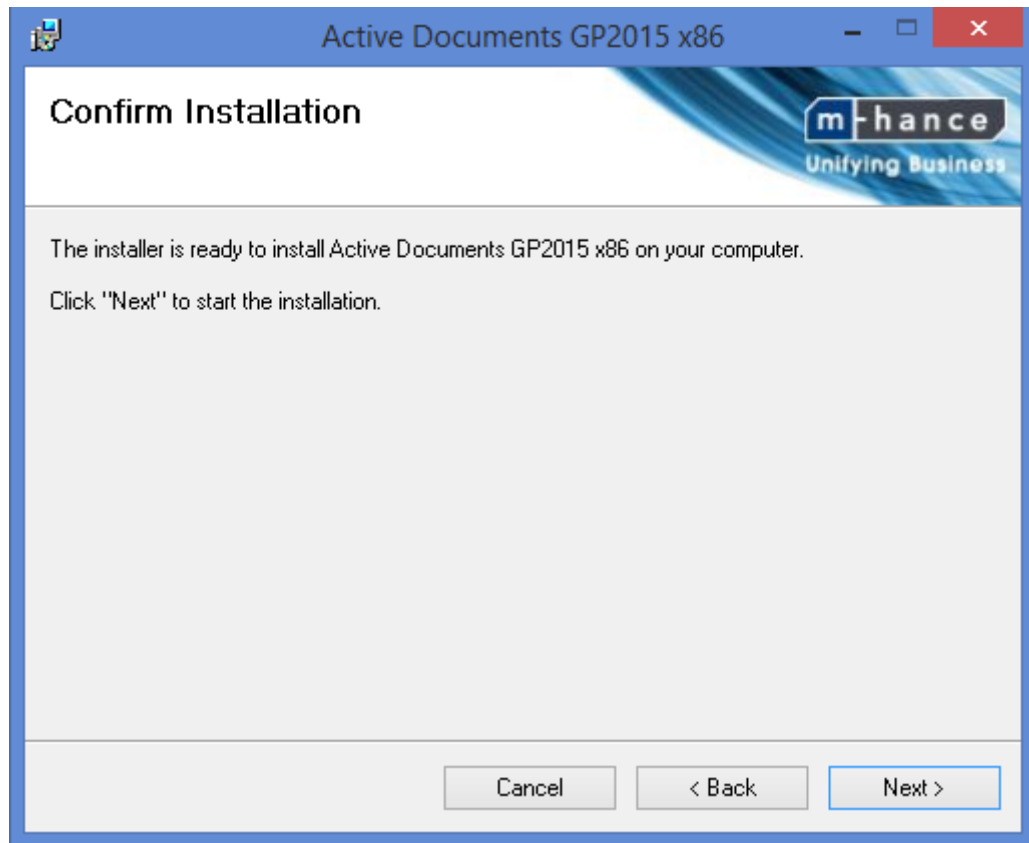 Active Documents GP2015 x86
Confirm Installation
m-hance
Unifying Business
The installer is ready to install Active Documents GP2015 x86 on your computer.
Click "Next" to start the installation.
Cancel
< Back
Next >